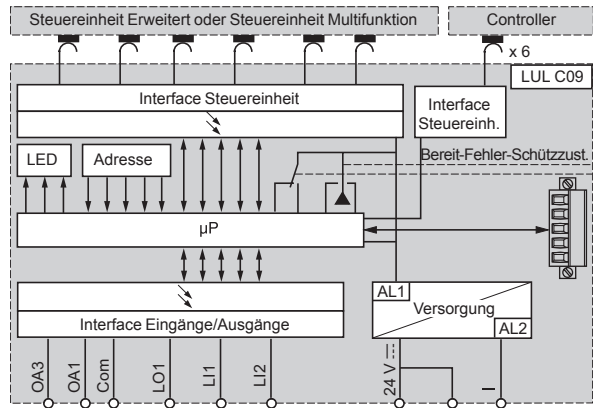 Steuereinheit Erweitert oder Steuereinheit Multifunktion
Controller
x 6
LUL C09
Interface Steuereinheit
Interface
Steuereinh.
LED
Adresse
Bereit-Fehler-Schützzust.
µP
AL1
Versorgung
AL2
Interface Eingänge/Ausgänge
OA3
OA1
Com
LO1
LI1
LI2
24 V
I